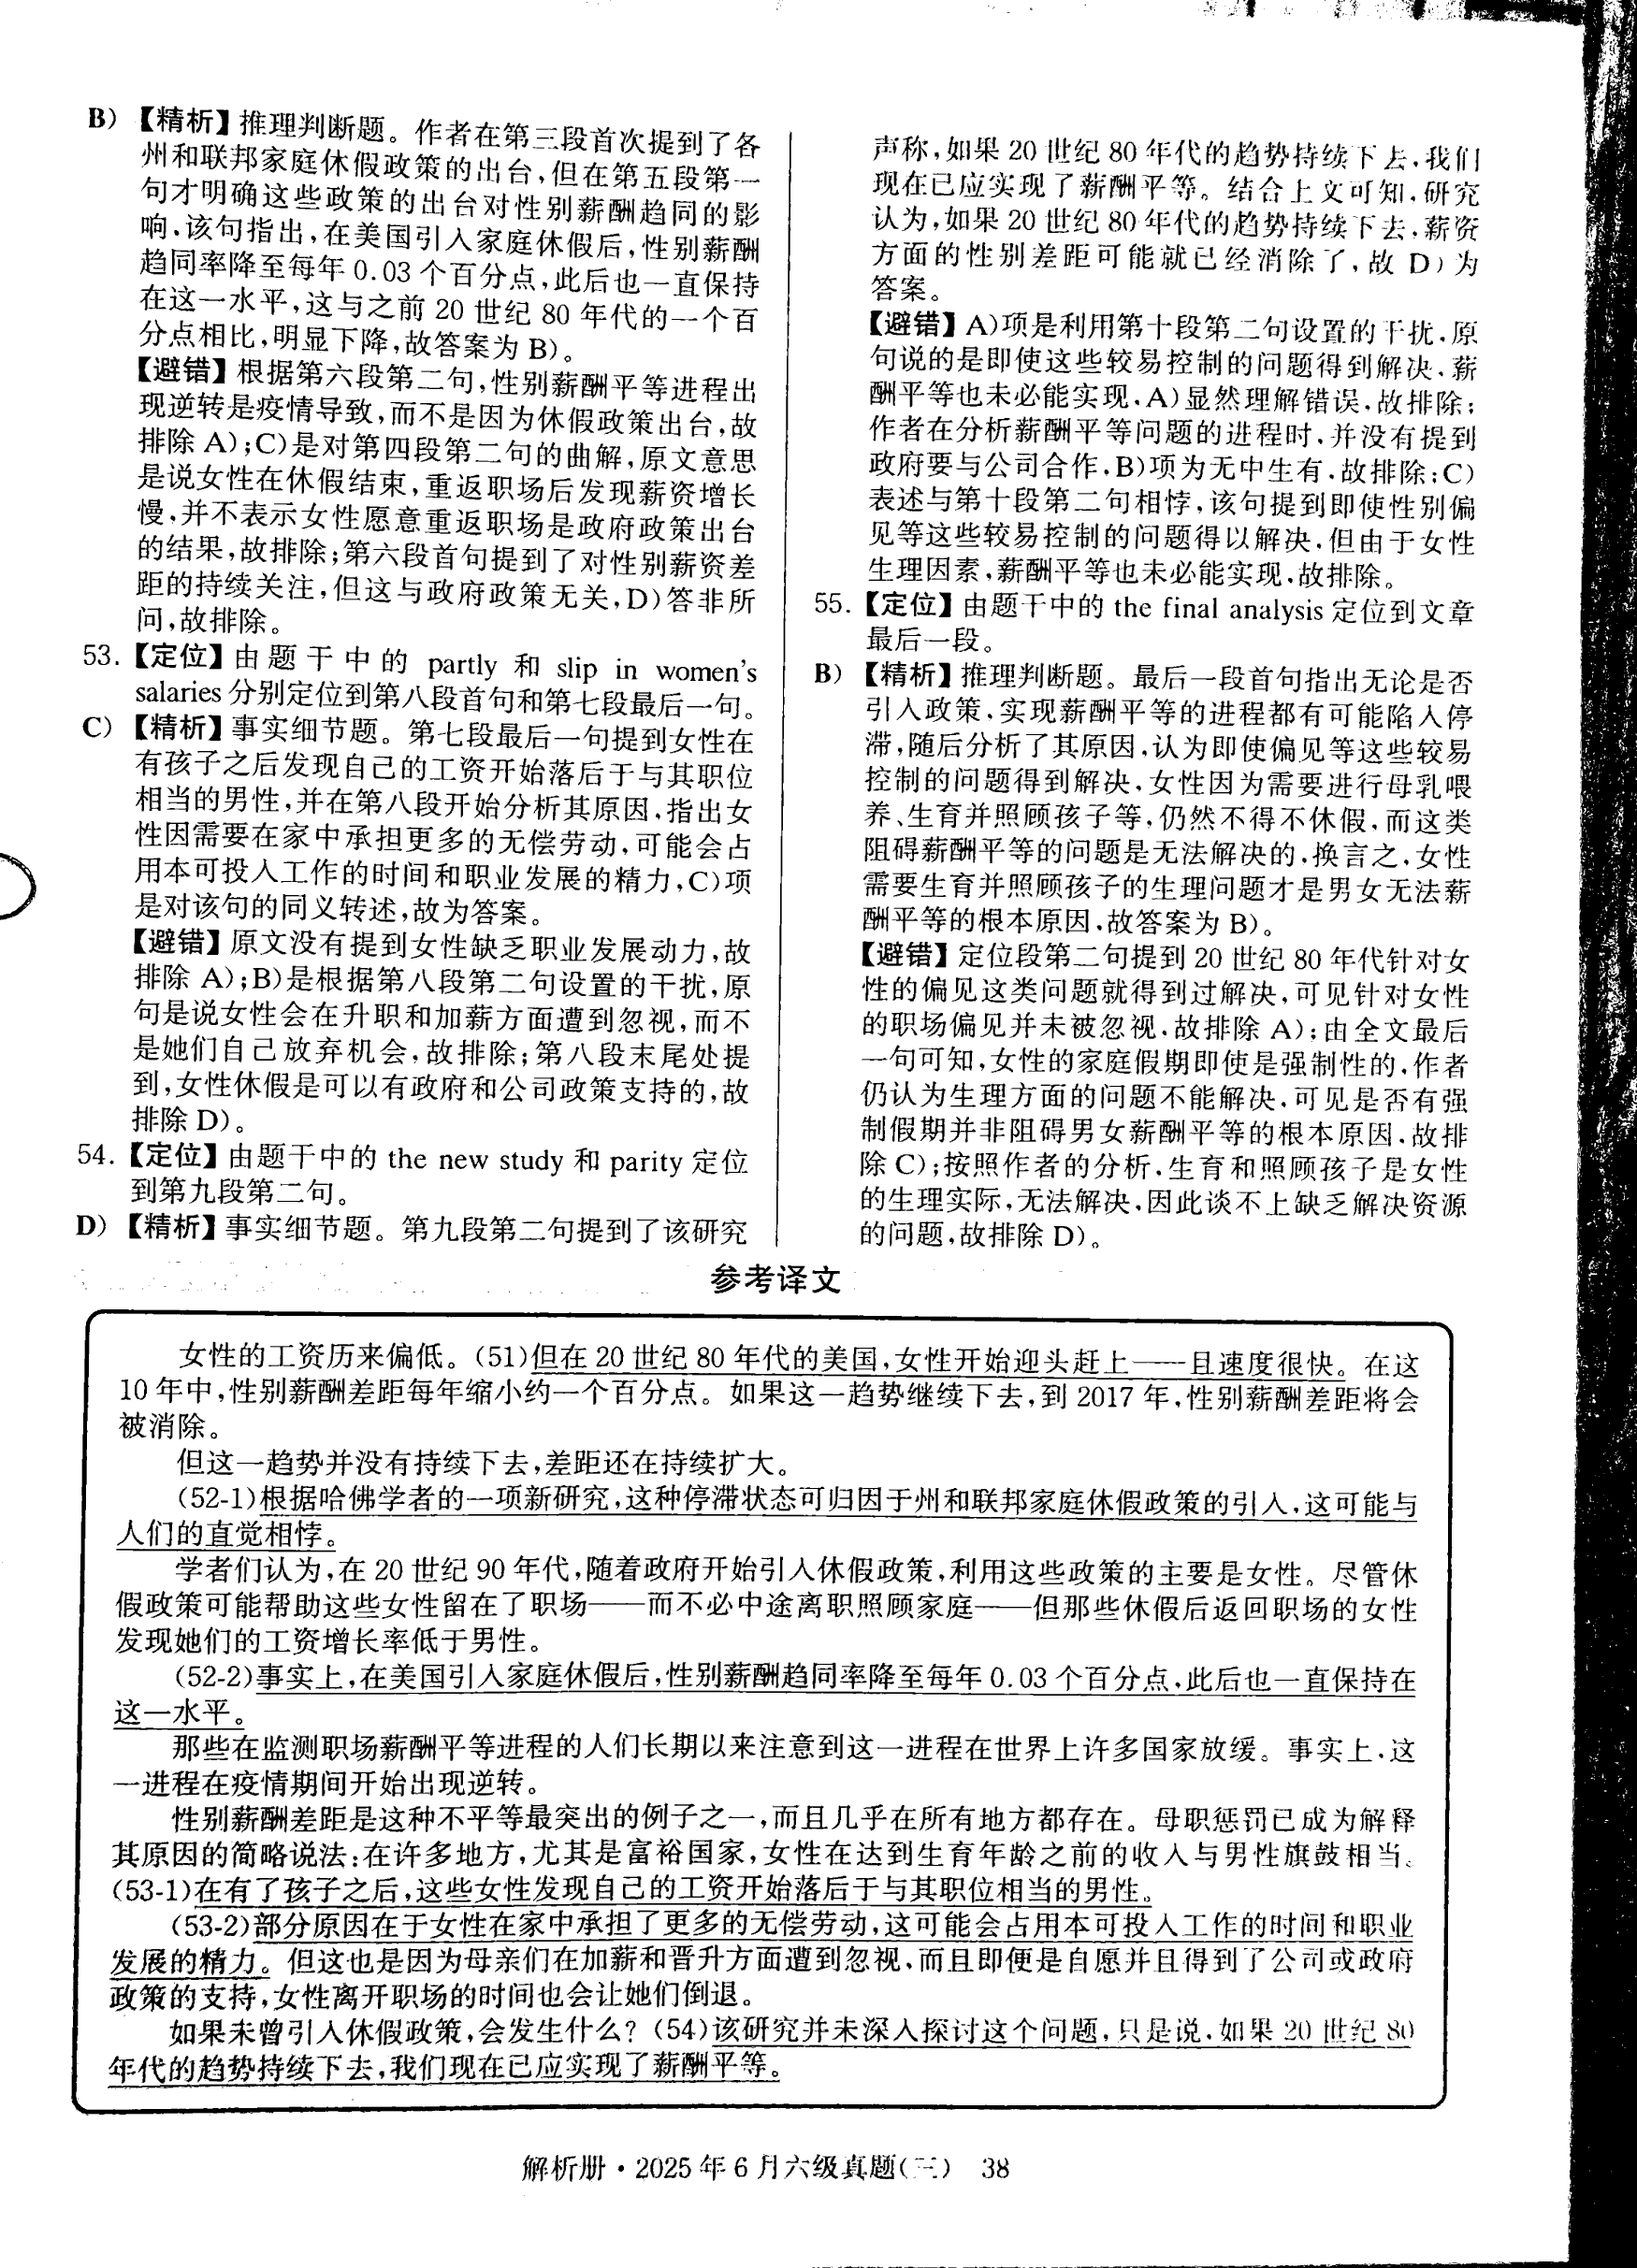 B) 【精析】推理判断题。作者在第三段首次提到了各
州和联邦家庭休假政策的出台,但在第五段第一
句才明确这些政策的出台对性别薪酬趋同的影
响,该句指出,在美国引入家庭休假后,性别薪酬
趋同率降至每年0.03个百分点,此后也一直保持
在这一水平,这与之前20世纪80年代的一个百
分点相比,明显下降,故答案为B)。
【避错】根据第六段第二句,性别薪酬平等进程出
现逆转是疫情导致,而不是因为休假政策出台,故
排除A);C)是对第四段第二句的曲解,原文意思
是说女性在休假结束,重返职场后发现薪资增长
慢,并不表示女性愿意重返职场是政府政策出台
的结果,故排除;第六段首句提到了对性别薪资差
距的持续关注,但这与政府政策无关,D)答非所
问,故排除。
53. 【定位】由题干中的 partly 和 slip in women's
salaries分别定位到第八段首句和第七段最后一句。
C) 【精析】事实细节题。第七段最后一句提到女性在
有孩子之后发现自己的工资开始落后于与其职位
相当的男性,并在第八段开始分析其原因,指出女
性因需要在家中承担更多的无偿劳动,可能会占
用本可投入工作的时间和职业发展的精力,C)项
是对该句的同义转述,故为答案。
【避错】原文没有提到女性缺乏职业发展动力,故
排除A);B)是根据第八段第二句设置的干扰,原
句是说女性会在升职和加薪方面遭到忽视,而不
是她们自己放弃机会,故排除;第八段末尾处提
到,女性休假是可以有政府和公司政策支持的,故
排除D)。
54. 【定位】由题干中的 the new study 和 parity 定位
到第九段第二句。
D) 【精析】事实细节题。第九段第二句提到了该研究
声称,如果20世纪80年代的趋势持续下去,我们
现在已应实现了薪酬平等。结合上文可知,研究
认为,如果20世纪80年代的趋势持续下去,薪资
方面的性别差距可能就已经消除了,故D)为
答案。
【避错】A)项是利用第十段第二句设置的干扰,原
句说的是即使这些较易控制的问题得到解决,薪
酬平等也未必能实现,A)显然理解错误,故排除;
作者在分析薪酬平等问题的进程时,并没有提到
政府要与公司合作,B)项为无中生有,故排除;C)
表述与第十段第二句相悖,该句提到即使性别偏
见等这些较易控制的问题得以解决,但由于女性
生理因素,薪酬平等也未必能实现,故排除。
55. 【定位】由题干中的 the final analysis 定位到文章
最后一段。
B) 【精析】推理判断题。最后一段首句指出无论是否
引入政策,实现薪酬平等的进程都有可能陷入停
滞,随后分析了其原因,认为即使偏见等这些较易
控制的问题得到解决,女性因为需要进行母乳喂
养、生育并照顾孩子等,仍然不得不休假,而这类
阻碍薪酬平等的问题是无法解决的,换言之,女性
需要生育并照顾孩子的生理问题才是男女无法薪
酬平等的根本原因,故答案为B)。
【避错】定位段第二句提到20世纪80年代针对女
性的偏见这类问题就得到过解决,可见针对女性
的职场偏见并未被忽视,故排除A);由全文最后
一句可知,女性的家庭假期即使是强制性的,作者
仍认为生理方面的问题不能解决,可见是否有强
制假期并非阻碍男女薪酬平等的根本原因,故排
除C);按照作者的分析,生育和照顾孩子是女性
的生理实际,无法解决,因此谈不上缺乏解决资源
的问题,故排除D)。
参考译文
女性的工资历来偏低。(51)但在20世纪80年代的美国,女性开始迎头赶上——且速度很快。在这
10年中,性别薪酬差距每年缩小约一个百分点。如果这一趋势继续下去,到2017年,性别薪酬差距将会
被消除。
但这一趋势并没有持续下去,差距还在持续扩大。
(52-1)根据哈佛学者的一项新研究,这种停滞状态可归因于州和联邦家庭休假政策的引入,这可能与
人们的直觉相悖。
学者们认为,在20世纪90年代,随着政府开始引入休假政策,利用这些政策的主要是女性。尽管休
假政策可能帮助这些女性留在了职场——而不必中途离职照顾家庭——但那些休假后返回职场的女性
发现她们的工资增长率低于男性。
(52-2)事实上,在美国引入家庭休假后,性别薪酬趋同率降至每年0.03个百分点,此后也一直保持在
这一水平。
那些在监测职场薪酬平等进程的人们长期以来注意到这一进程在世界上许多国家放缓。事实上,这
一进程在疫情期间开始出现逆转。
性别薪酬差距是这种不平等最突出的例子之一,而且几乎在所有地方都存在。母职惩罚已成为解释
其原因的简略说法:在许多地方,尤其是富裕国家,女性在达到生育年龄之前的收入与男性旗鼓相当。
(53-1)在有了孩子之后,这些女性发现自己的工资开始落后于与其职位相当的男性。
(53-2)部分原因在于女性在家中承担了更多的无偿劳动,这可能会占用本可投入工作的时间和职业
发展的精力。但这也是因为母亲们在加薪和晋升方面遭到忽视,而且即便是自愿并且得到了公司或政府
政策的支持,女性离开职场的时间也会让她们倒退。
如果未曾引入休假政策,会发生什么?(54)该研究并未深入探讨这个问题,只是说,如果20世纪80
年代的趋势持续下去,我们现在已应实现了薪酬平等。
解析册·2025年6月六级真题(三) 38